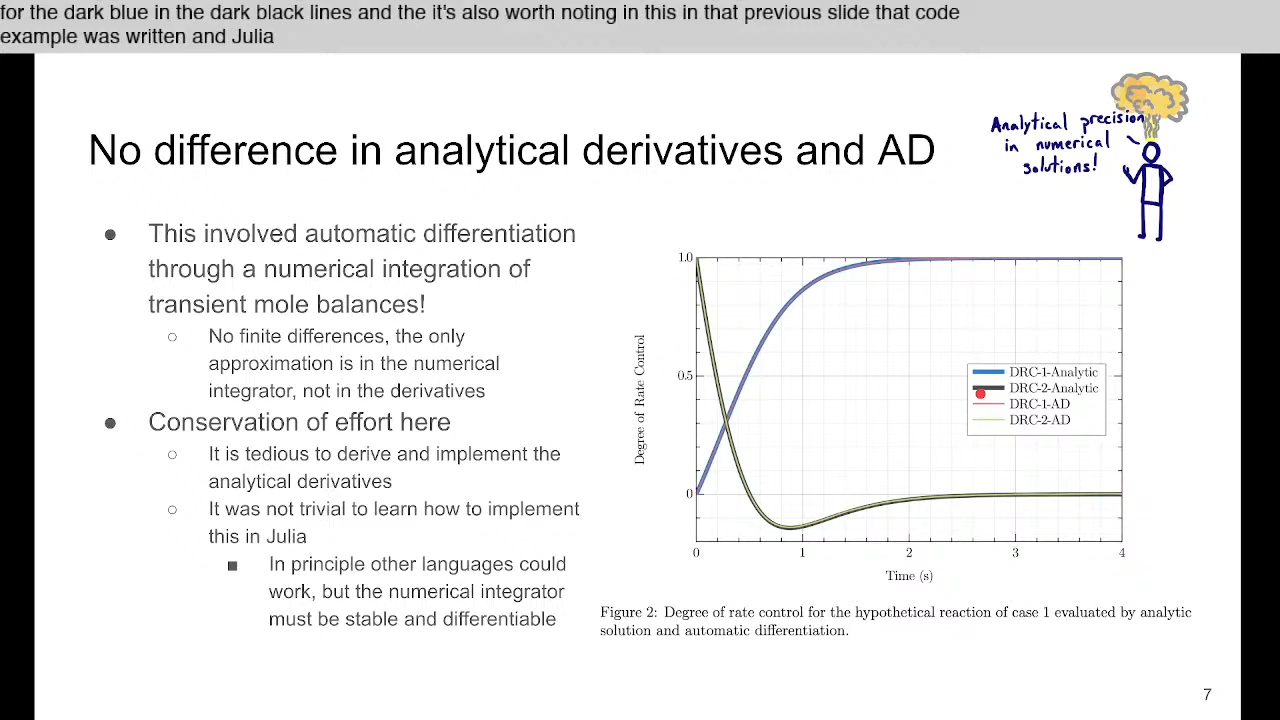 for the dark blue in the dark black lines and the it's also worth noting in this in that previous slide that code
example was written and Julia
No difference in analytical derivatives and AD
Analytical precision
in numerical
solutions!
● This involved automatic differentiation
through a numerical integration of
transient mole balances!
○ No finite differences, the only
approximation is in the numerical
integrator, not in the derivatives
● Conservation of effort here
○ It is tedious to derive and implement the
analytical derivatives
○ It was not trivial to learn how to implement
this in Julia
■ In principle other languages could
work, but the numerical integrator
must be stable and differentiable
1.0
0.5
0
Degree of Rate Control
DRC-1-Analytic
DRC-2-Analytic
DRC-1-AD
DRC-2-AD
0 1 2 3 4
Time (s)
Figure 2: Degree of rate control for the hypothetical reaction of case 1 evaluated by analytic
solution and automatic differentiation.
7